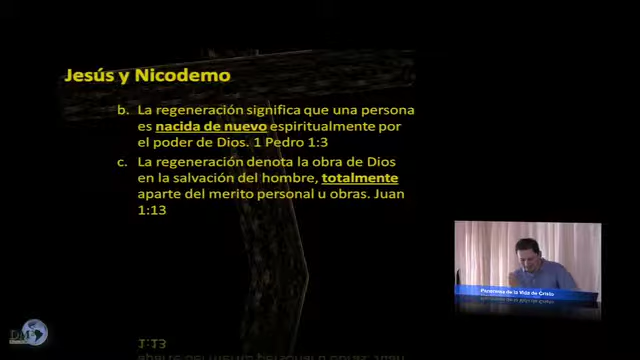 Jesús y Nicodemo
b. La regeneración significa que una persona
es nacida de nuevo espiritualmente por
el poder de Dios. 1 Pedro 1:3
c. La regeneración denota la obra de Dios
en la salvación del hombre, totalmente
aparte del merito personal u obras. Juan
1:13
Panorama de la Vida de Cristo
DM